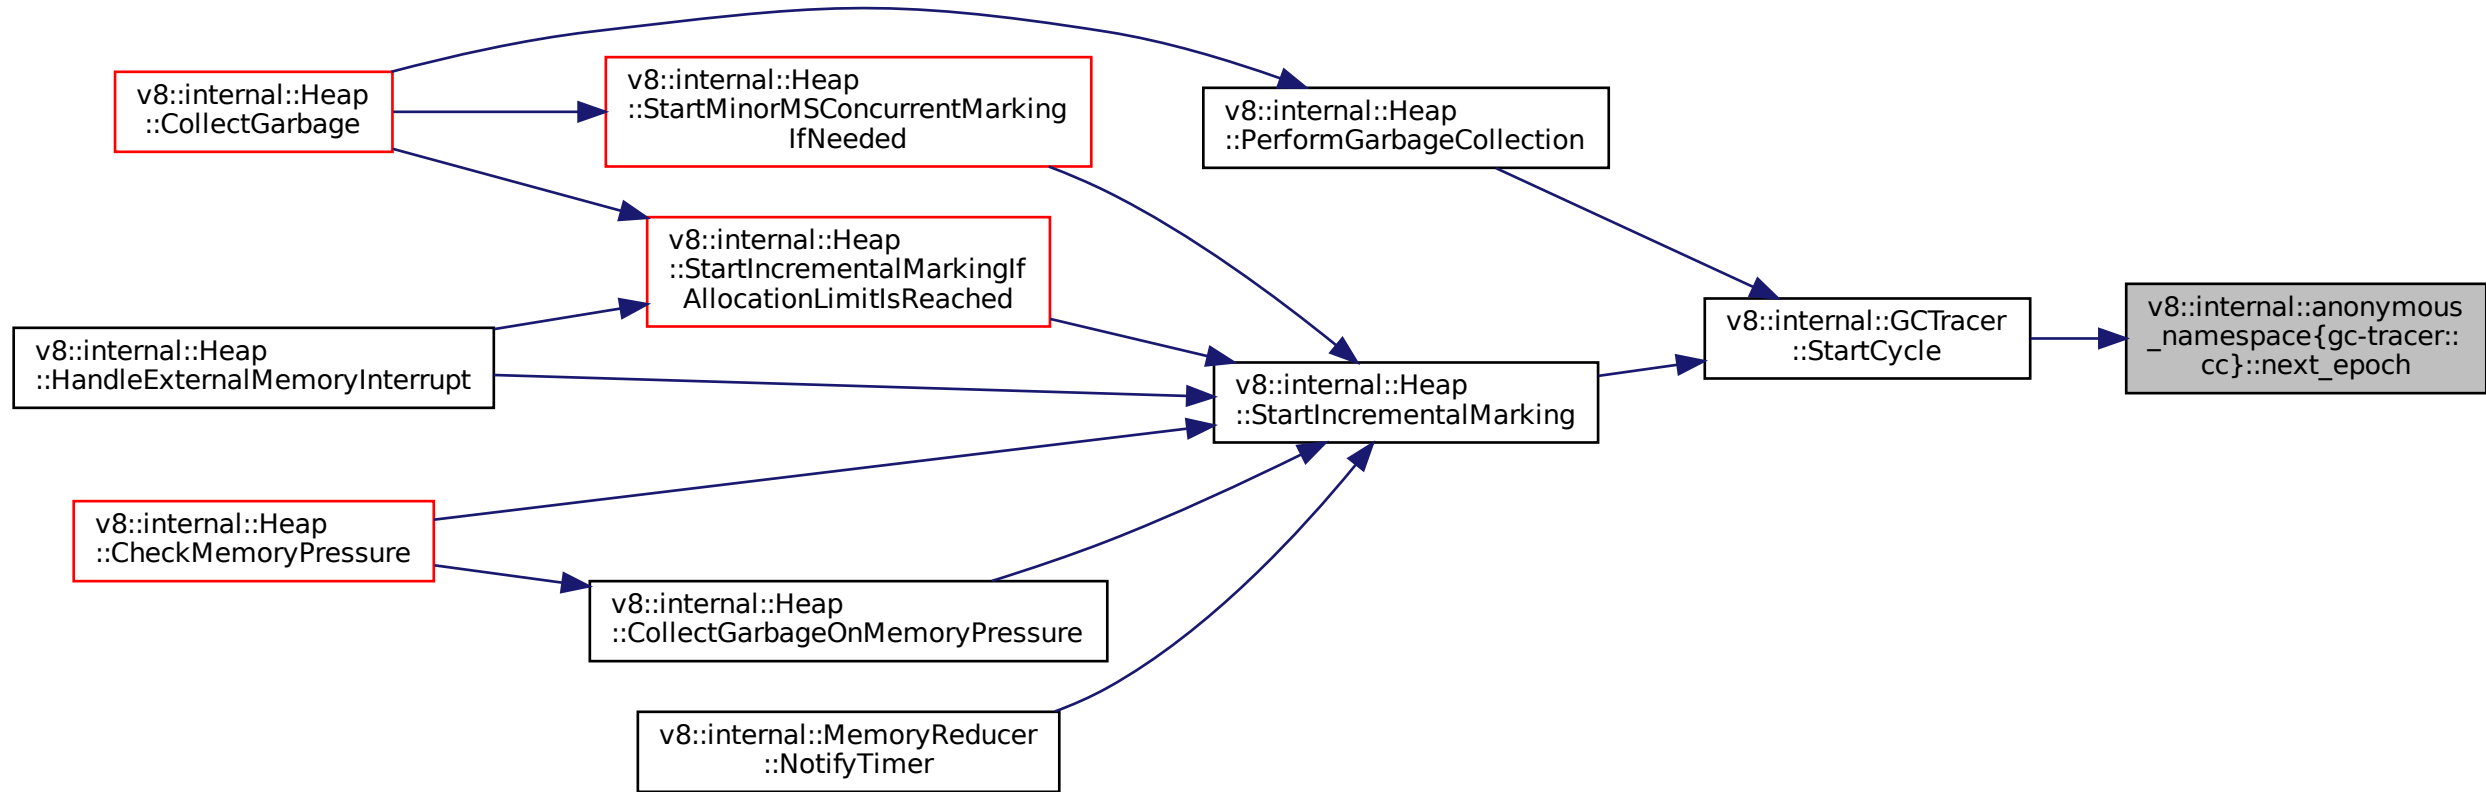 v8::internal::Heap
::CollectGarbage
v8::internal::Heap
::StartMinorMSConcurrentMarking
IfNeeded
v8::internal::Heap
::PerformGarbageCollection
v8::internal::Heap
::StartIncrementalMarkingIf
AllocationLimitIsReached
v8::internal::Heap
::HandleExternalMemoryInterrupt
v8::internal::Heap
::StartIncrementalMarking
v8::internal::GCTracer
::StartCycle
v8::internal::anonymous
_namespace{gc-tracer::
cc}::next_epoch
v8::internal::Heap
::CheckMemoryPressure
v8::internal::Heap
::CollectGarbageOnMemoryPressure
v8::internal::MemoryReducer
::NotifyTimer